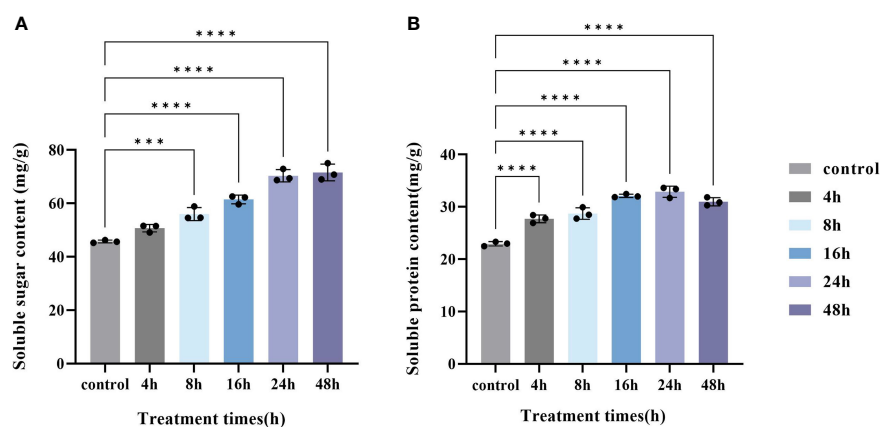 A
* * * *
* * * *
* * * *
* * *
Soluble sugar content (mg/g)
80
60
40
20
0
control 4h 8h 16h 24h 48h
Treatment times(h)
B
* * * *
* * * *
* * * *
* * * *
* * * *
Soluble protein content(mg/g)
40
30
20
10
0
control 4h 8h 16h 24h 48h
Treatment times(h)
control
4h
8h
16h
24h
48h